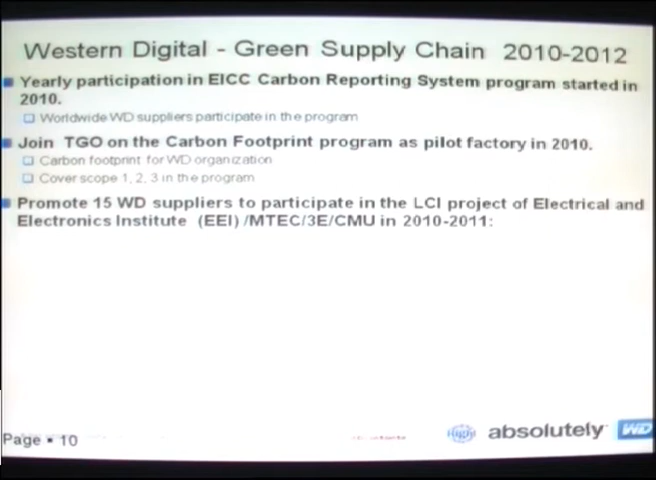 Western Digital - Green Supply Chain 2010-2012
Yearly participation in EICC Carbon Reporting System program started in
2010.
Worldwide WD suppliers participate in the program
Join TGO on the Carbon Footprint program as pilot factory in 2010.
Carbon footprint for WD organization
Cover scope 1, 2, 3 in the program
Promote 15 WD suppliers to participate in the LCI project of Electrical and
Electronics Institute (EEI) /MTEC/3E/CMU in 2010-2011:
Page ▪ 10
absolutely
WD